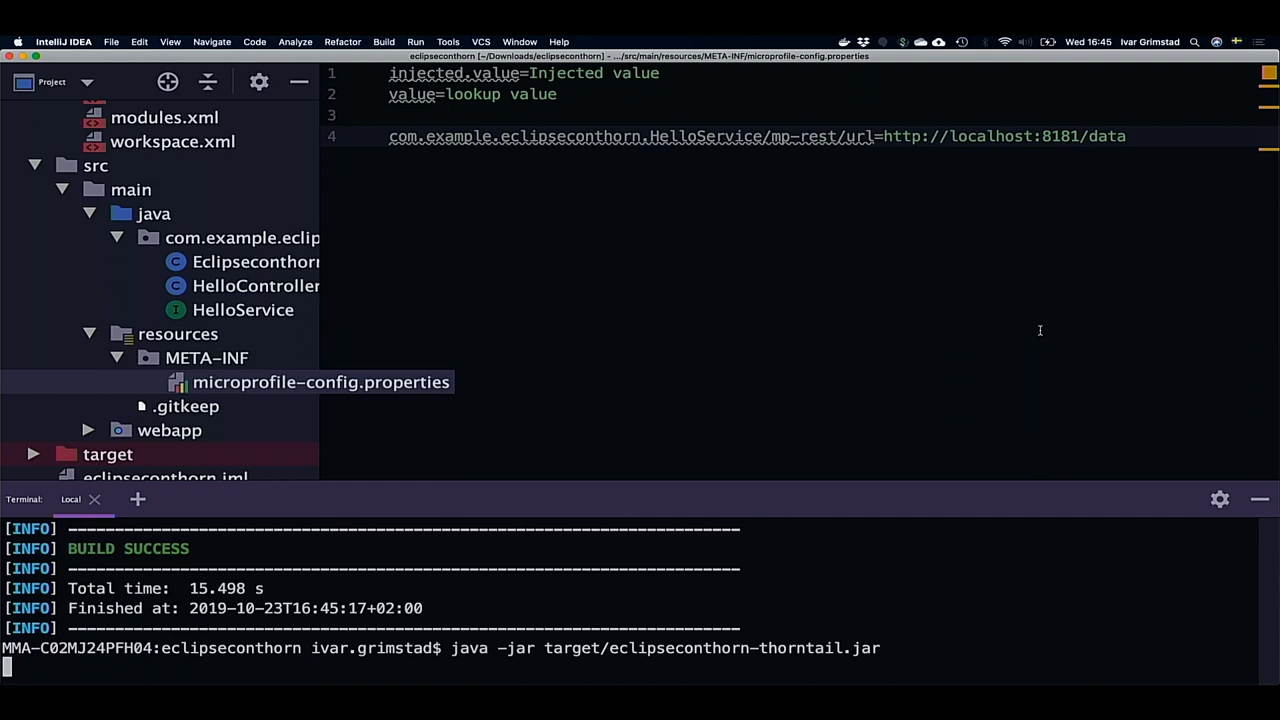 IntelliJ IDEA File Edit View Navigate Code Analyze Refactor Build Run Tools VCS Window Help Wed 16:45 Ivar Grimstad
eclipseconthorn [~/Downloads/eclipseconthorn] - .../src/main/resources/META-INF/microprofile-config.properties
Project
modules.xml
workspace.xml
src
main
java
com.example.eclip
Eclipseconthorn
HelloController
HelloService
resources
META-INF
microprofile-config.properties
.gitkeep
webapp
target
eclipseconthorn.iml
1 injected.value=Injected value
2 value=lookup value
3
4 com.example.eclipseconthorn.HelloService/mp-rest/url=http://localhost:8181/data
Terminal: Local
[INFO] ------------------------------------------------------------------------
[INFO] BUILD SUCCESS
[INFO] ------------------------------------------------------------------------
[INFO] Total time:  15.498 s
[INFO] Finished at: 2019-10-23T16:45:17+02:00
[INFO] ------------------------------------------------------------------------
MMA-C02MJ24PFH04:eclipseconthorn ivar.grimstad$ java -jar target/eclipseconthorn-thorntail.jar